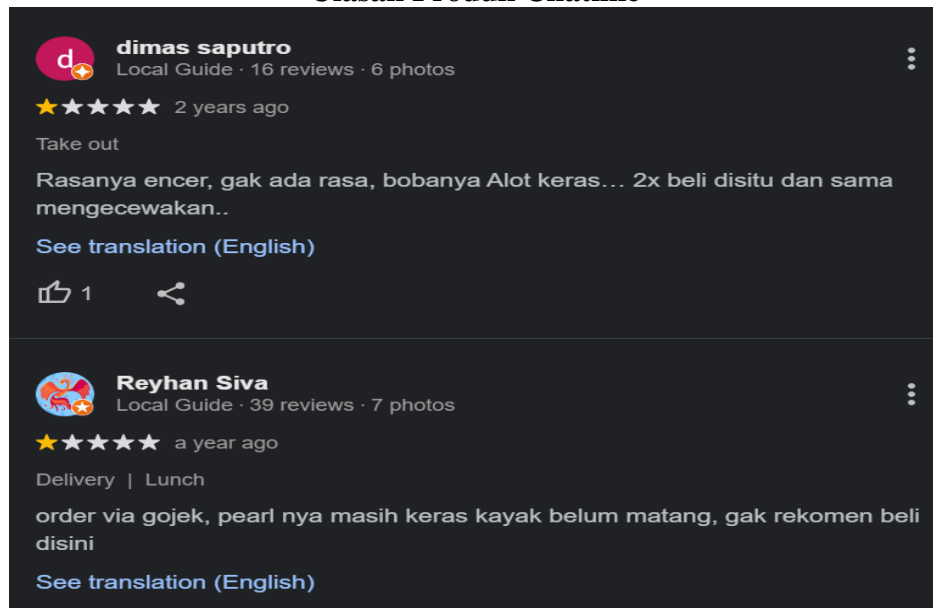 Ulasan Produk Chatime
dimas saputro
Local Guide · 16 reviews · 6 photos
2 years ago
Take out
Rasanya encer, gak ada rasa, bobanya Alot keras... 2x beli disitu dan sama
mengecewakan..
See translation (English)
1
Reyhan Siva
Local Guide · 39 reviews · 7 photos
a year ago
Delivery | Lunch
order via gojek, pearl nya masih keras kayak belum matang, gak rekomen beli
disini
See translation (English)